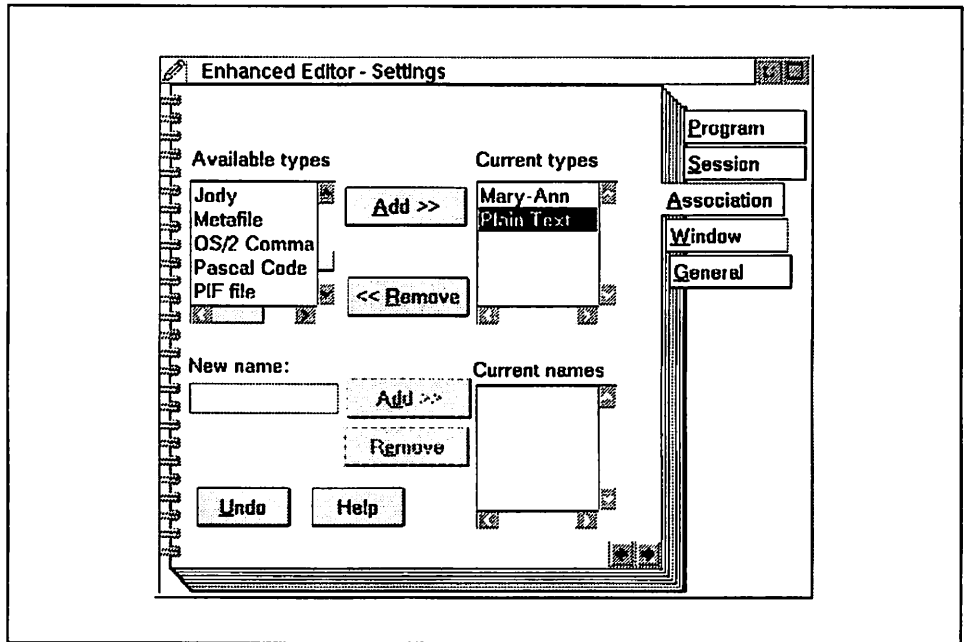 Enhanced Editor - Settings
Program
Session
Association
Window
General
Available types
Jody
Metafile
OS/2 Comma
Pascal Code
PIF file
Add >>
<< Remove
Current types
Mary-Ann
Plain Text
New name:
Add >>
Remove
Current names
Undo
Help